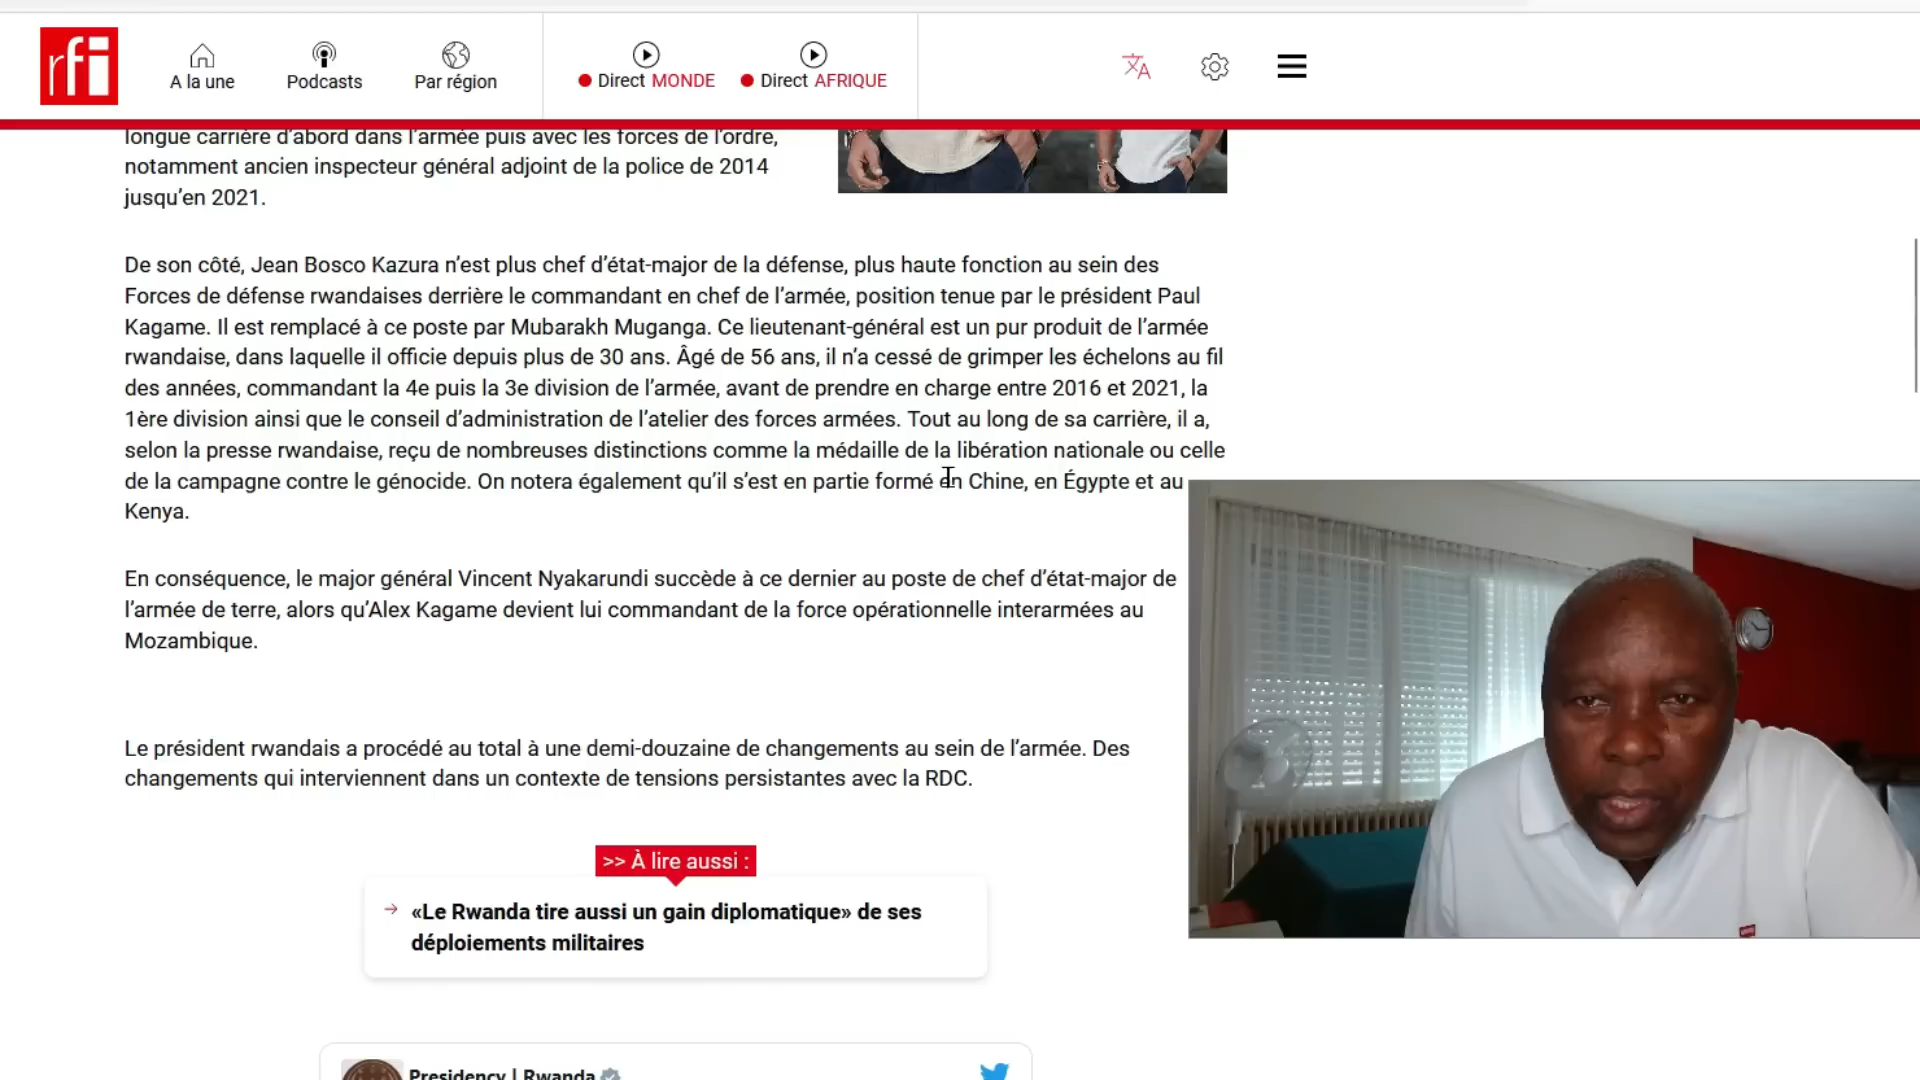 rfi
A la une
Podcasts
Par région
Direct MONDE
Direct AFRIQUE
longue carrière d’abord dans l’armée puis avec les forces de l’ordre,
notamment ancien inspecteur général adjoint de la police de 2014
jusqu’en 2021.
De son côté, Jean Bosco Kazura n’est plus chef d’état-major de la défense, plus haute fonction au sein des
Forces de défense rwandaises derrière le commandant en chef de l’armée, position tenue par le président Paul
Kagame. Il est remplacé à ce poste par Mubarakh Muganga. Ce lieutenant-général est un pur produit de l’armée
rwandaise, dans laquelle il officie depuis plus de 30 ans. Âgé de 56 ans, il n’a cessé de grimper les échelons au fil
des années, commandant la 4e puis la 3e division de l’armée, avant de prendre en charge entre 2016 et 2021, la
1ère division ainsi que le conseil d’administration de l’atelier des forces armées. Tout au long de sa carrière, il a,
selon la presse rwandaise, reçu de nombreuses distinctions comme la médaille de la libération nationale ou celle
de la campagne contre le génocide. On notera également qu’il s’est en partie formé en Chine, en Égypte et au
Kenya.
En conséquence, le major général Vincent Nyakarundi succède à ce dernier au poste de chef d’état-major de
l’armée de terre, alors qu’Alex Kagame devient lui commandant de la force opérationnelle interarmées au
Mozambique.
Le président rwandais a procédé au total à une demi-douzaine de changements au sein de l’armée. Des
changements qui interviennent dans un contexte de tensions persistantes avec la RDC.
>> À lire aussi :
«Le Rwanda tire aussi un gain diplomatique» de ses
déploiements militaires
Presidency | Rwanda